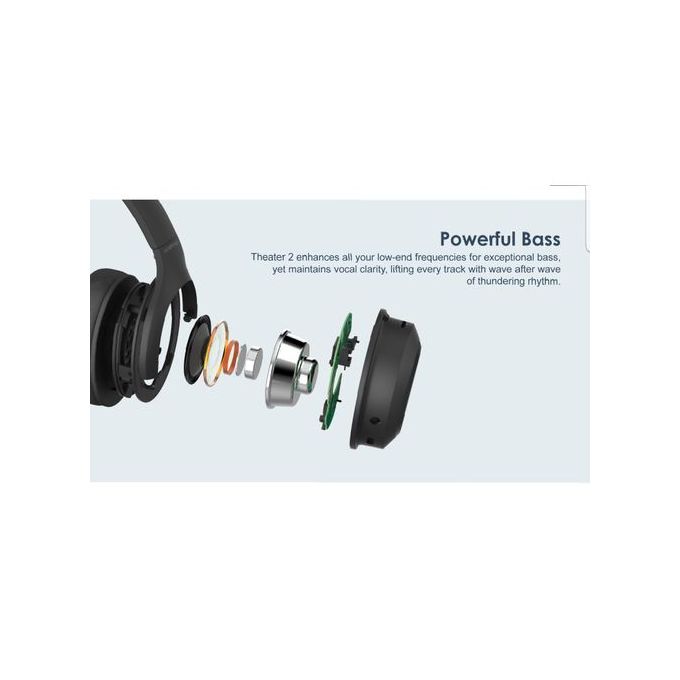 Powerful Bass
Theater 2 enhances all your low-end frequencies for exceptional bass,
yet maintains vocal clarity, lifting every track with wave after wave
of thundering rhythm.